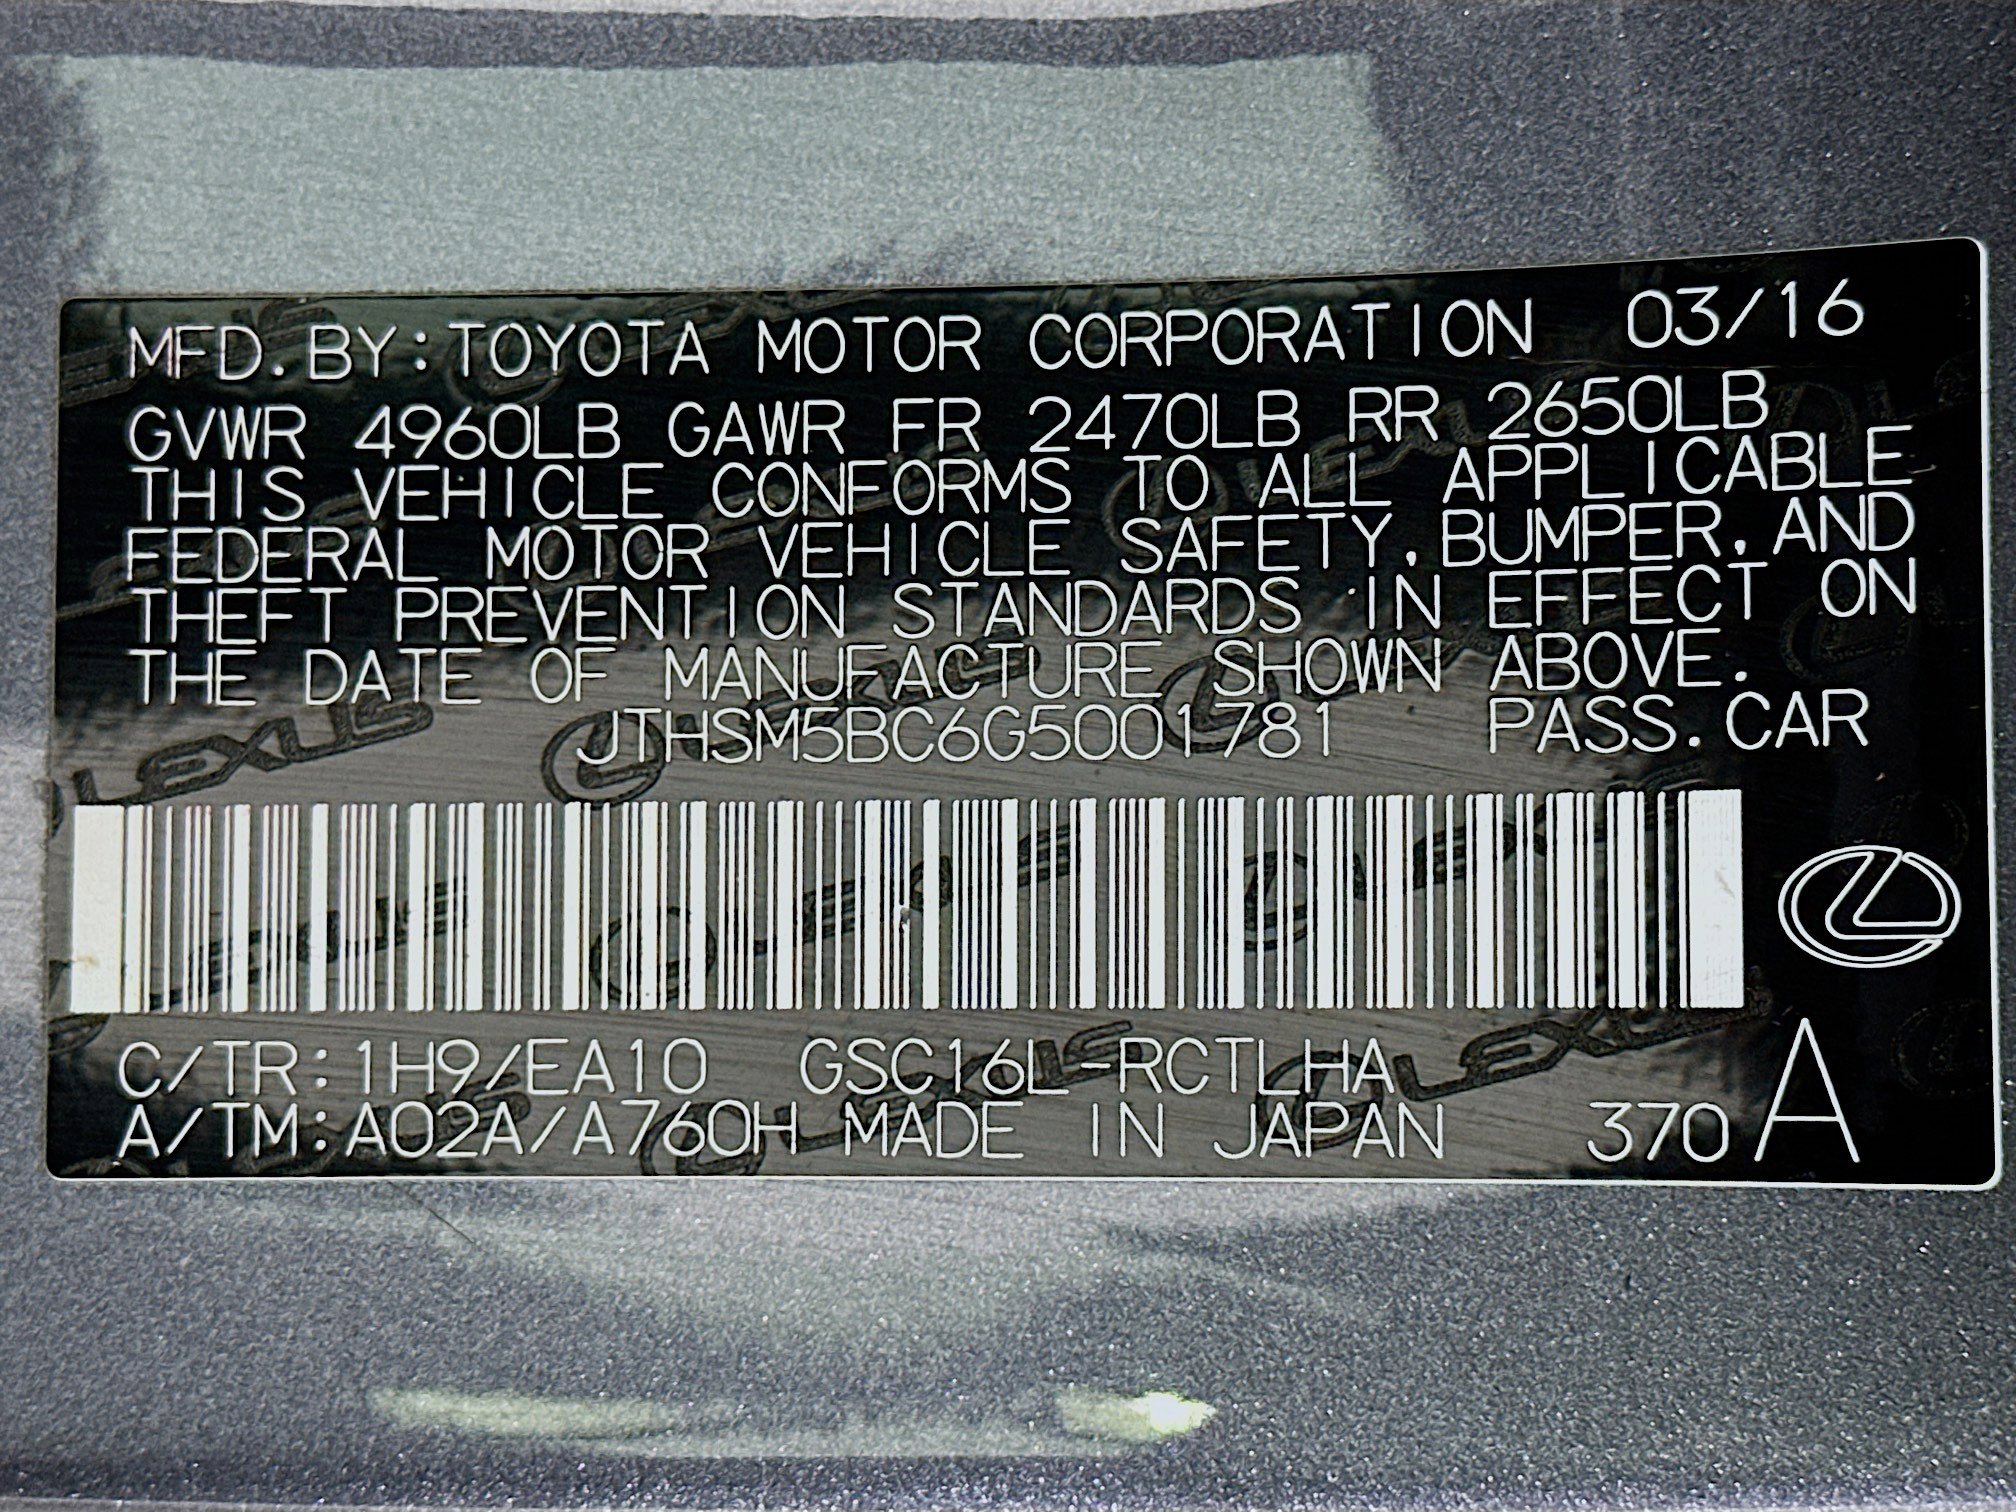 MFD.BY:TOYOTA MOTOR CORPORATION 03/16
GVWR 4960LB GAWR FR 2470LB RR 2650LB
THIS VEHICLE CONFORMS TO ALL APPLICABLE
FEDERAL MOTOR VEHICLE SAFETY,BUMPER,AND
THEFT PREVENTION STANDARDS IN EFFECT ON
THE DATE OF MANUFACTURE SHOWN ABOVE.
JTHSM5BC6G5001781 PASS.CAR
C/TR:1H9/EA10 GSC16L-RCTLHA
A/TM:A02A/A760H MADE IN JAPAN 370 A